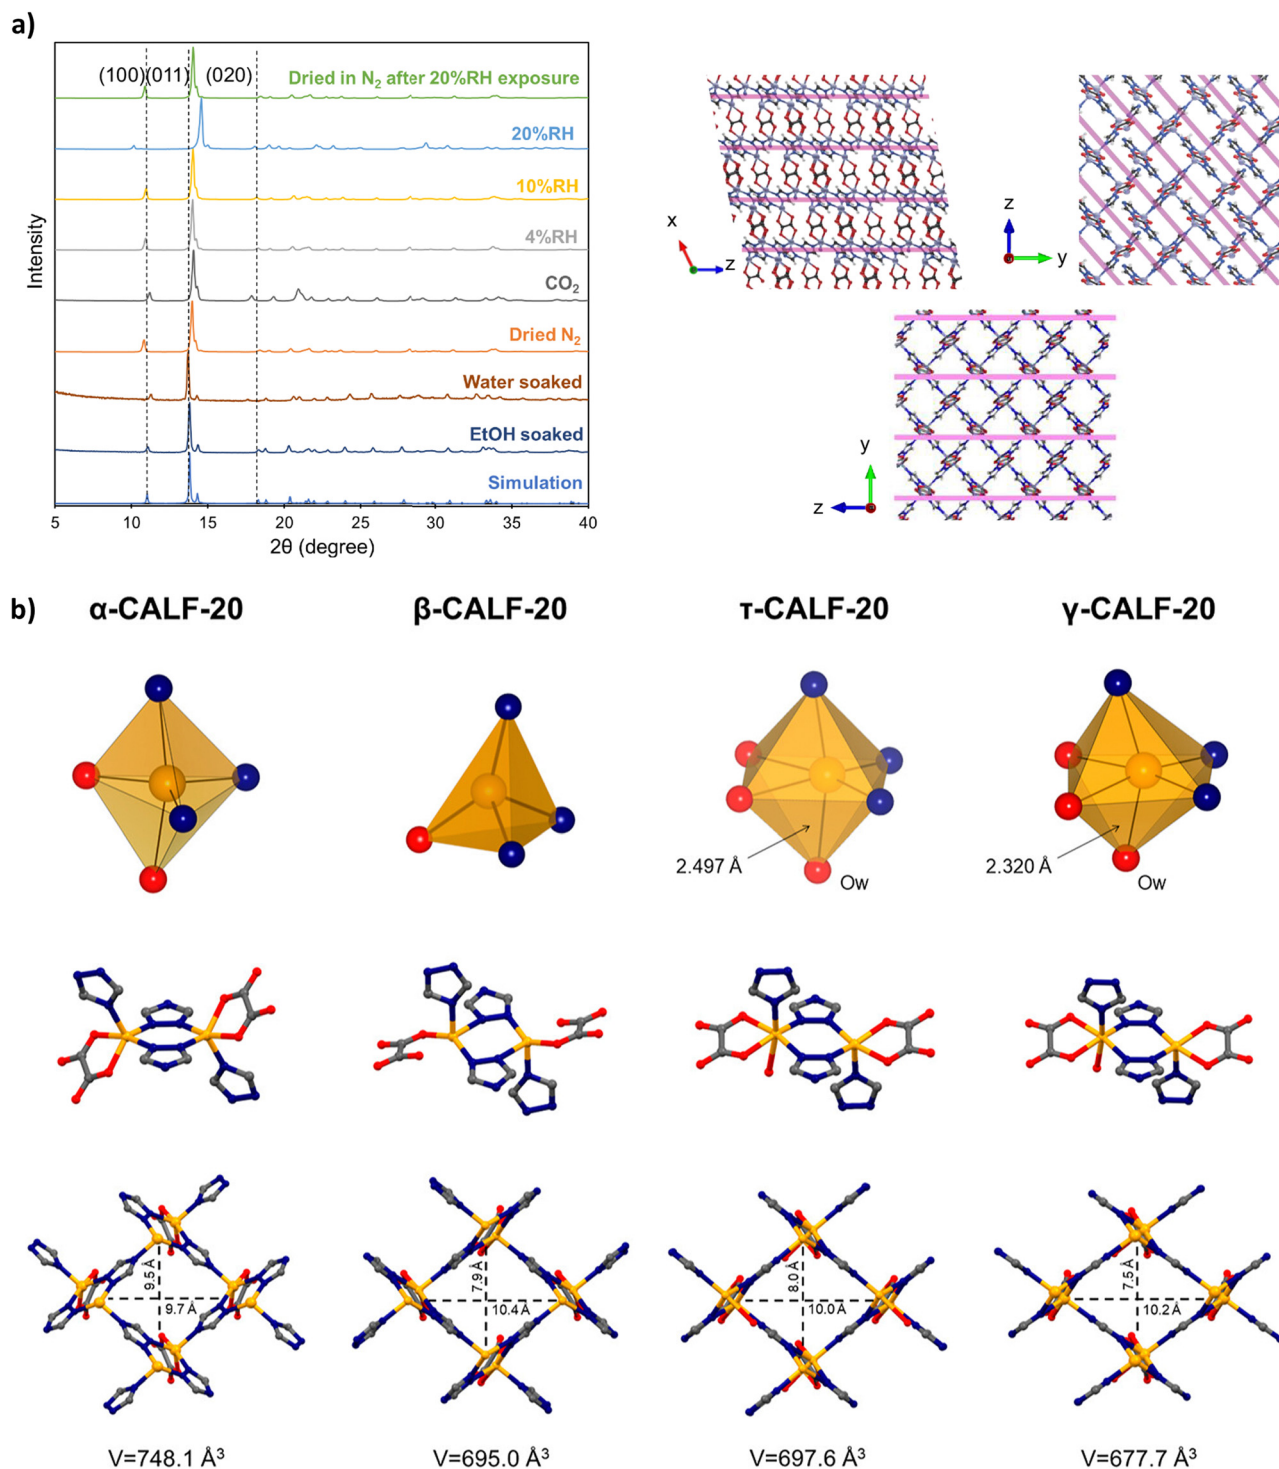 a)
(100)(011) (020)
Dried in N₂ after 20%RH exposure
20%RH
10%RH
4%RH
CO₂
Dried N₂
Water soaked
EtOH soaked
Simulation
Intensity
5 10 15 20 25 30 35 40
2θ (degree)
x
z
z
y
y
z
b)
α-CALF-20 β-CALF-20 τ-CALF-20 γ-CALF-20
2.497 Å
Ow
2.320 Å
Ow
9.5 Å
9.7 Å
7.9 Å
10.4 Å
8.0 Å
10.0Å
7.5 Å
10.2 Å
V=748.1 Å³ V=695.0 Å³ V=697.6 Å³ V=677.7 Å³